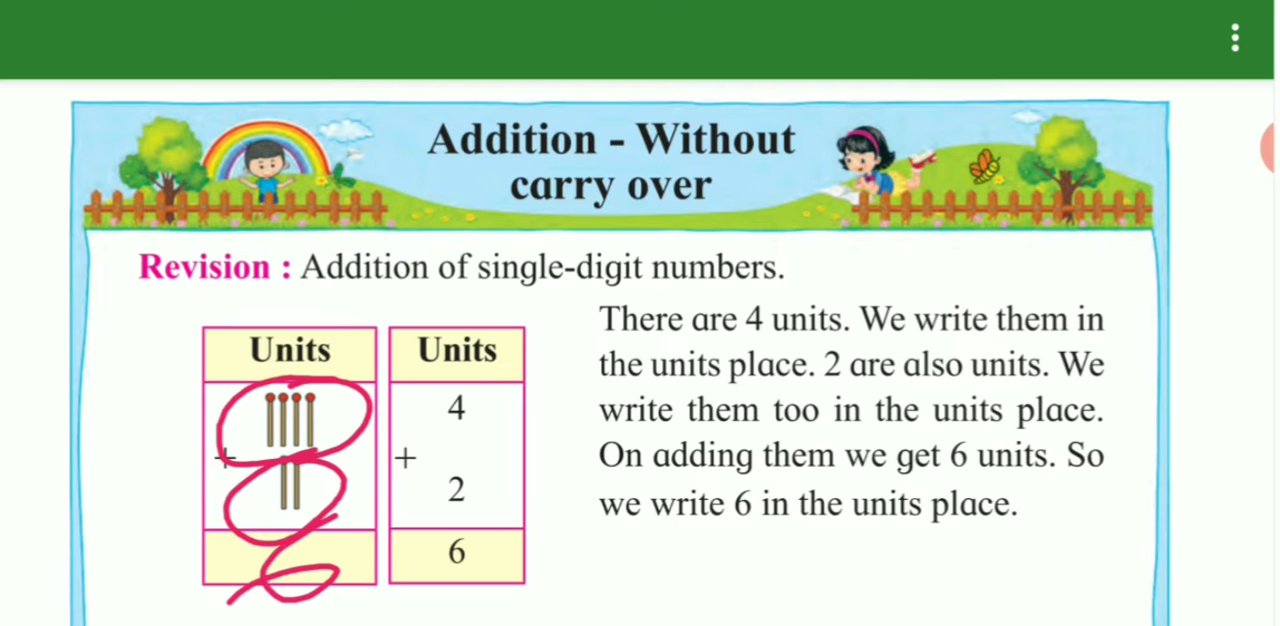 Addition - Without
carry over
Revision : Addition of single-digit numbers.
Units
+
6
Units
4
+
2
6
There are 4 units. We write them in
the units place. 2 are also units. We
write them too in the units place.
On adding them we get 6 units. So
we write 6 in the units place.